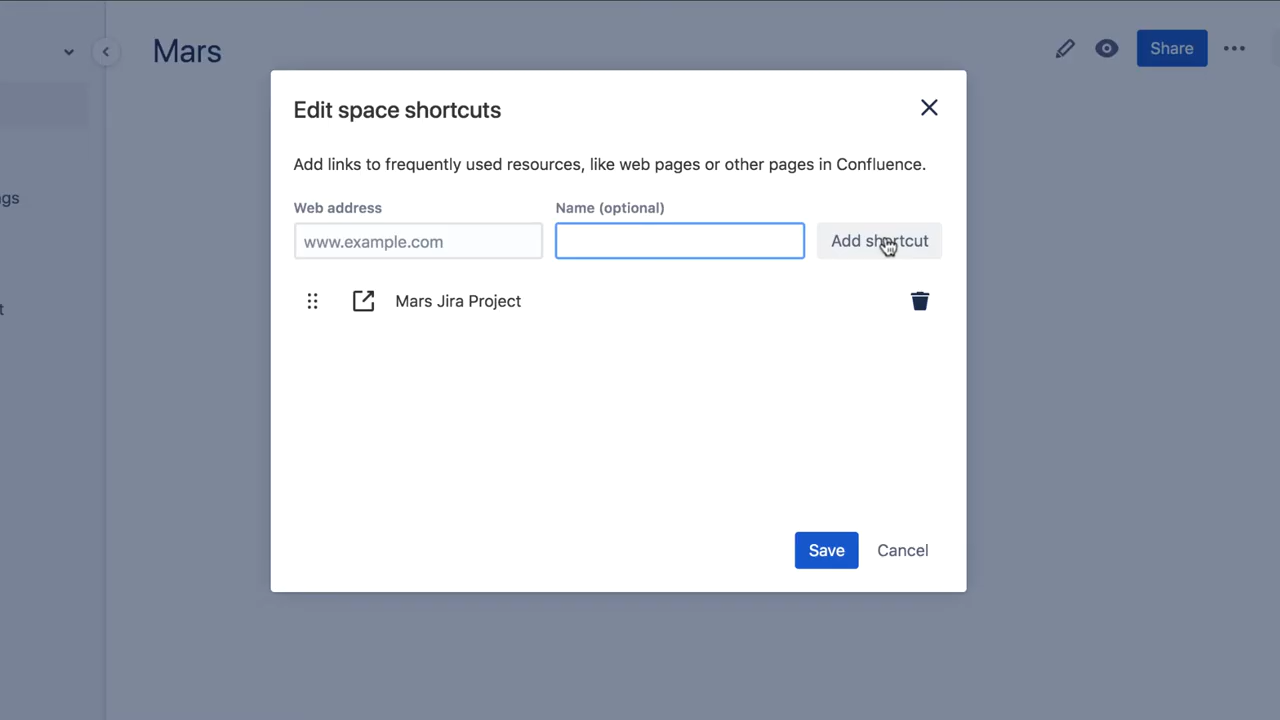 Mars
Share
Edit space shortcuts
Add links to frequently used resources, like web pages or other pages in Confluence.
Web address
Name (optional)
www.example.com
Add shortcut
gs
Mars Jira Project
t
Save
Cancel